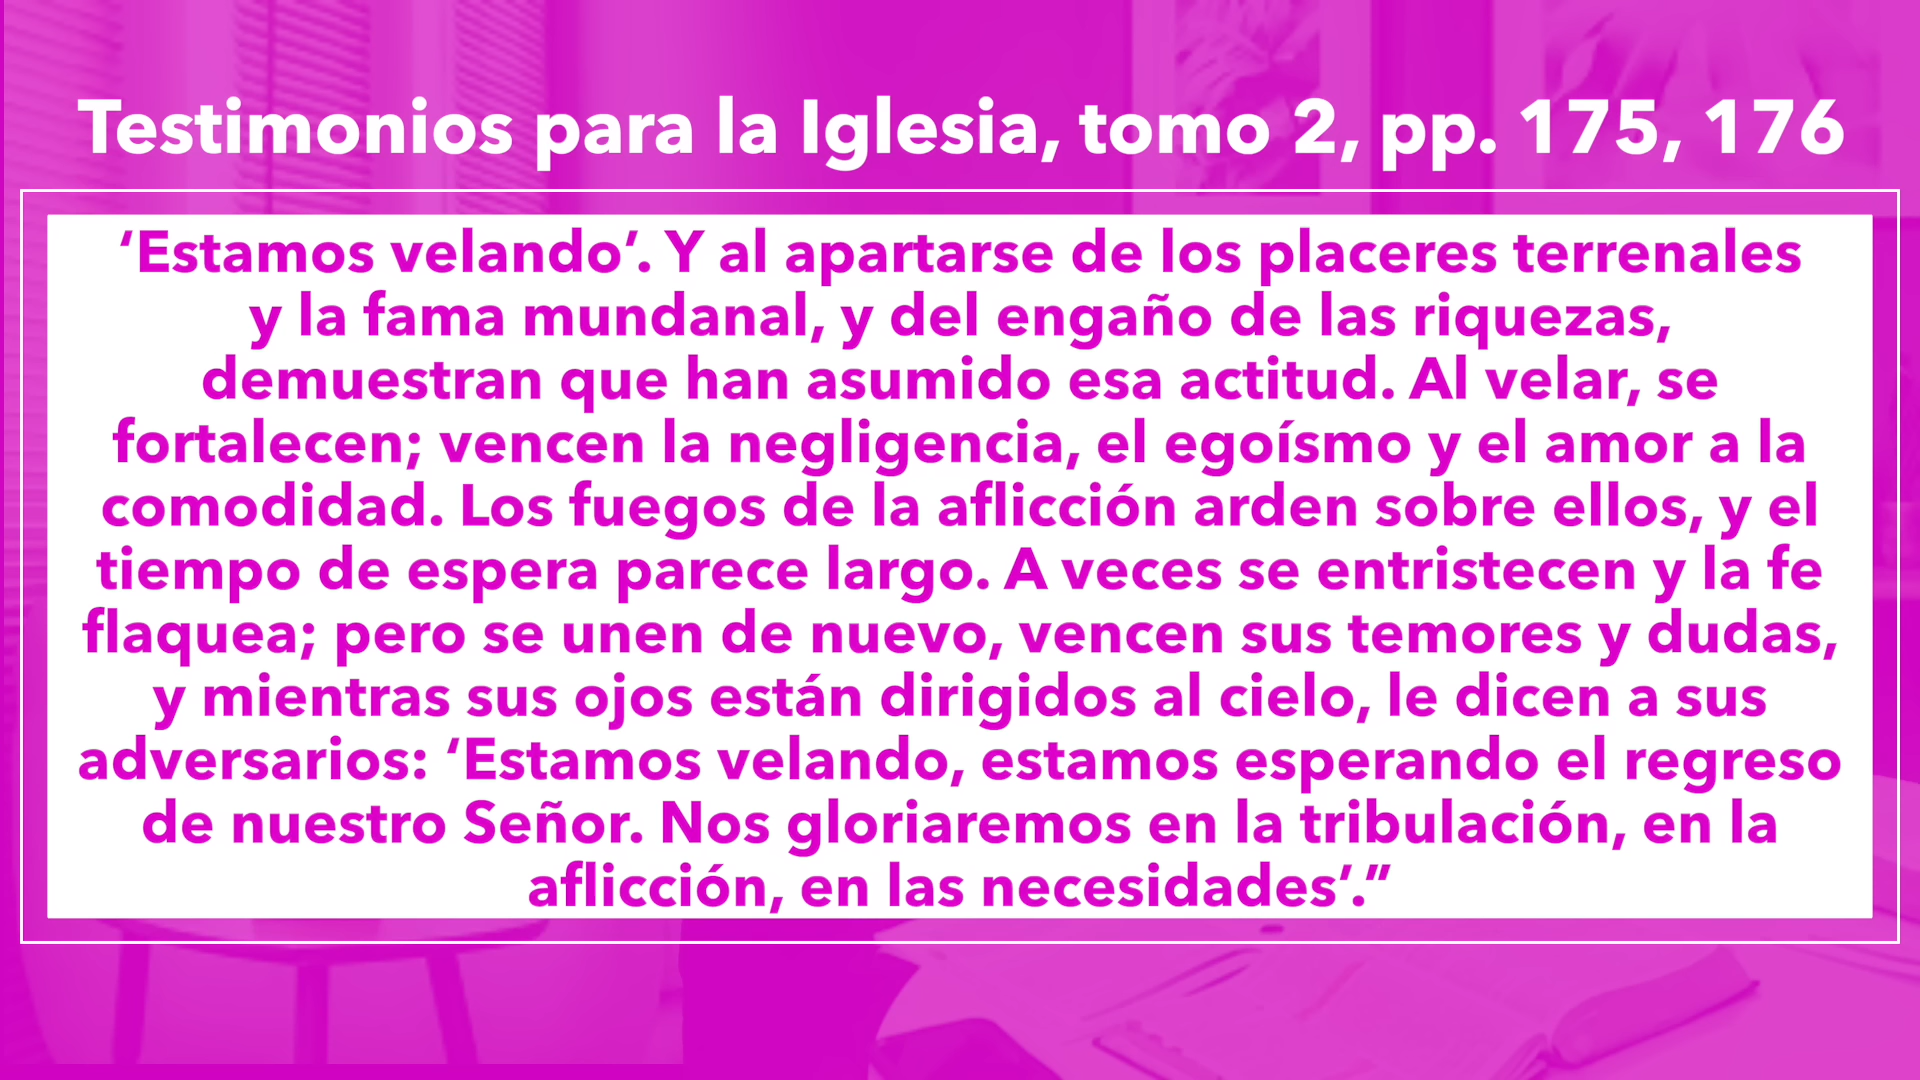 Testimonios para la Iglesia, tomo 2, pp. 175, 176
‘Estamos velando’. Y al apartarse de los placeres terrenales
y la fama mundanal, y del engaño de las riquezas,
demuestran que han asumido esa actitud. Al velar, se
fortalecen; vencen la negligencia, el egoísmo y el amor a la
comodidad. Los fuegos de la aflicción arden sobre ellos, y el
tiempo de espera parece largo. A veces se entristecen y la fe
flaquea; pero se unen de nuevo, vencen sus temores y dudas,
y mientras sus ojos están dirigidos al cielo, le dicen a sus
adversarios: ‘Estamos velando, estamos esperando el regreso
de nuestro Señor. Nos gloriaremos en la tribulación, en la
aflicción, en las necesidades’.”